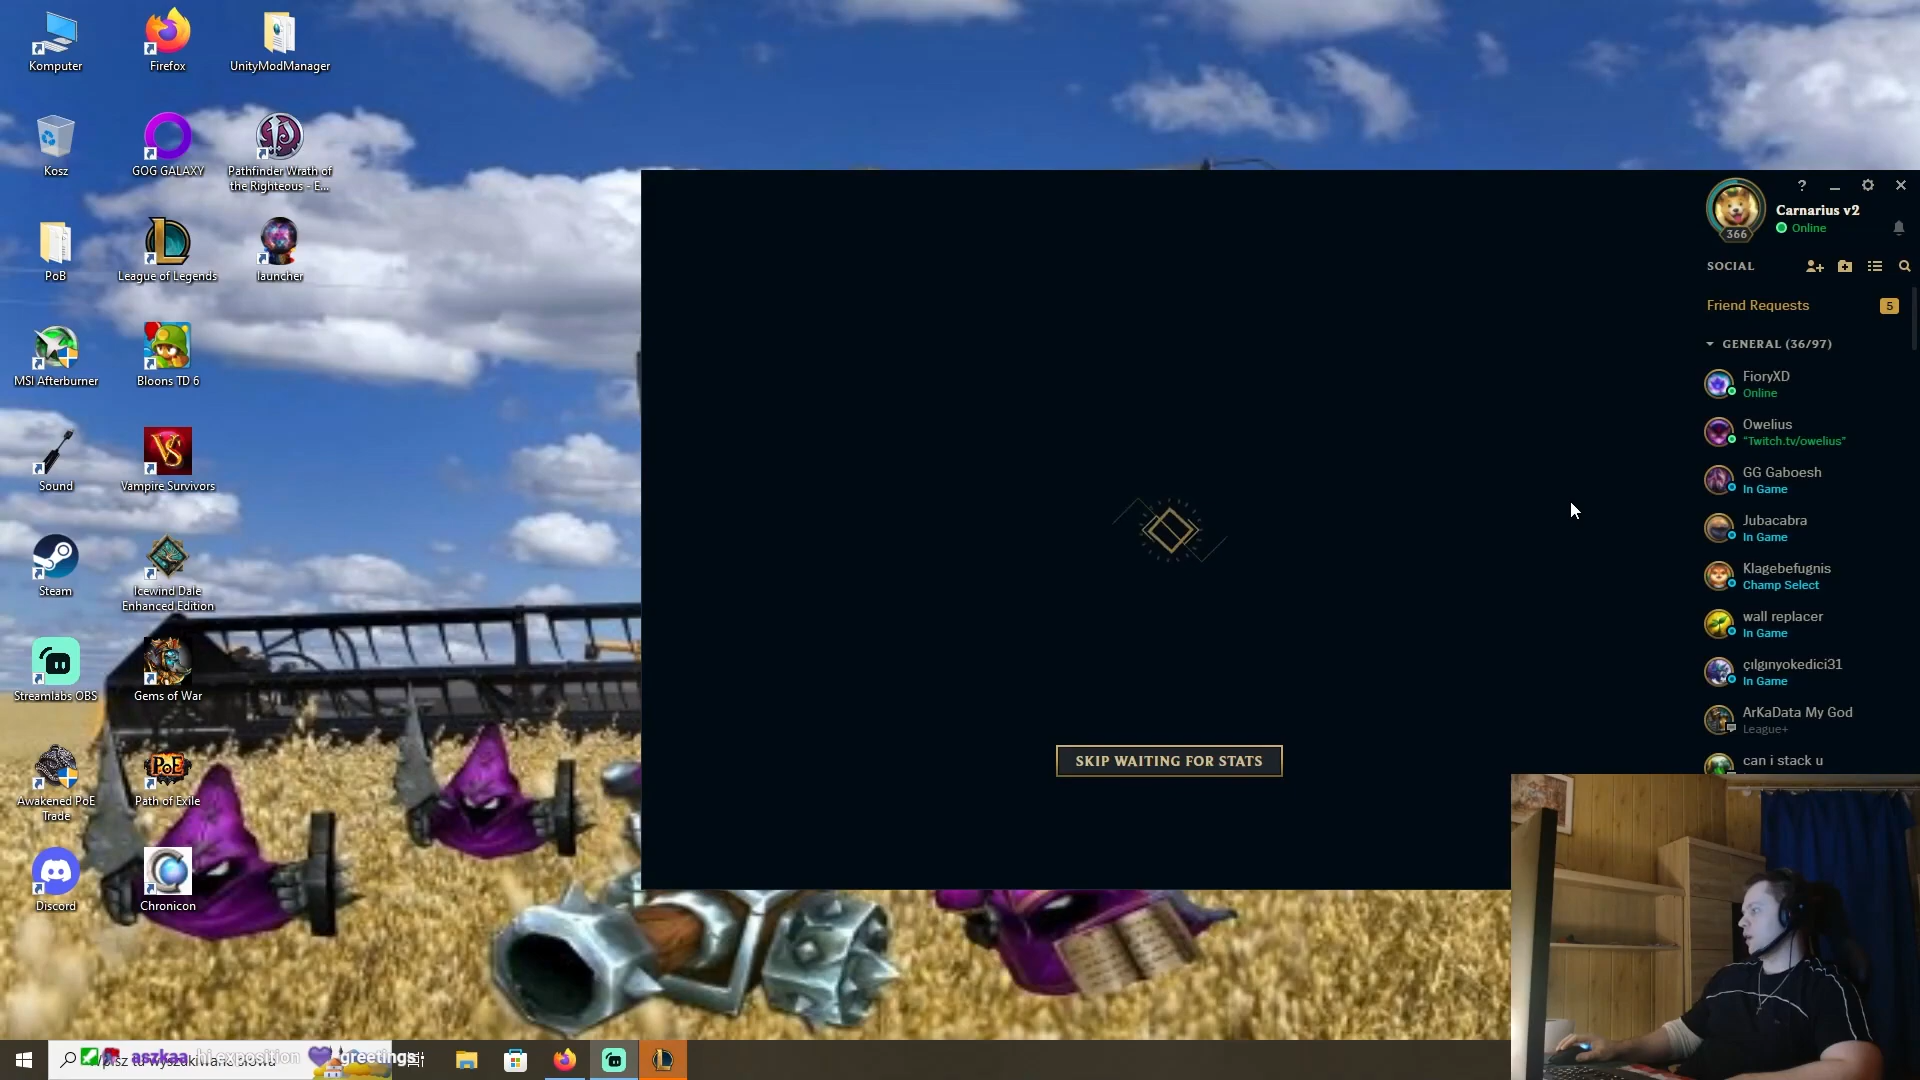 Komputer
Firefox
UnityModManager
Kosz
GOG GALAXY
Pathfinder Wrath of
the Righteous - E...
PoB
League of Legends
launcher
MSI Afterburner
Bloons TD 6
Sound
Vampire Survivors
Steam
Icewind Dale
Enhanced Edition
Streamlabs OBS
Gems of War
Awakened PoE
Trade
Path of Exile
Discord
Chronicon
SKIP WAITING FOR STATS
Carnarius v2
366
Online
SOCIAL
Friend Requests
5
GENERAL (36/97)
FioryXD
Online
Owelius
"Twitch.tv/owelius"
GG Gaboesh
In Game
Jubacabra
In Game
Klagebefugnis
Champ Select
wall replacer
In Game
çılgınyokedici31
In Game
ArKaData My God
League+
can i stack u
aszkaa hi exposition greetings